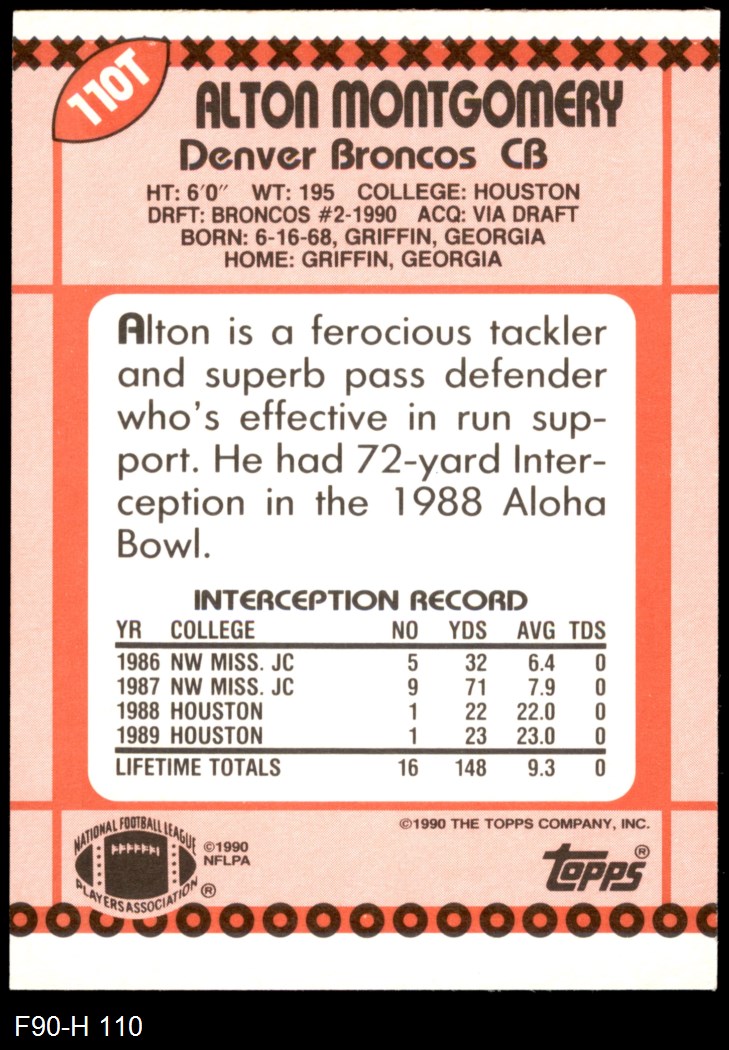 110T
ALTON MONTGOMERY
Denver Broncos CB
HT: 6'0" WT: 195 COLLEGE: HOUSTON
DRFT: BRONCOS #2-1990 ACQ: VIA DRAFT
BORN: 6-16-68, GRIFFIN, GEORGIA
HOME: GRIFFIN, GEORGIA
Alton is a ferocious tackler
and superb pass defender
who's effective in run sup-
port. He had 72-yard Inter-
ception in the 1988 Aloha
Bowl.
INTERCEPTION RECORD
YR COLLEGE NO YDS AVG TDS
1986 NW MISS. JC 5 32 6.4 0
1987 NW MISS. JC 9 71 7.9 0
1988 HOUSTON 1 22 22.0 0
1989 HOUSTON 1 23 23.0 0
LIFETIME TOTALS 16 148 9.3 0
©1990 THE TOPPS COMPANY, INC.
NATIONAL FOOTBALL LEAGUE
PLAYERS ASSOCIATION ®
©1990
NFLPA
Topps ®
F90-H 110